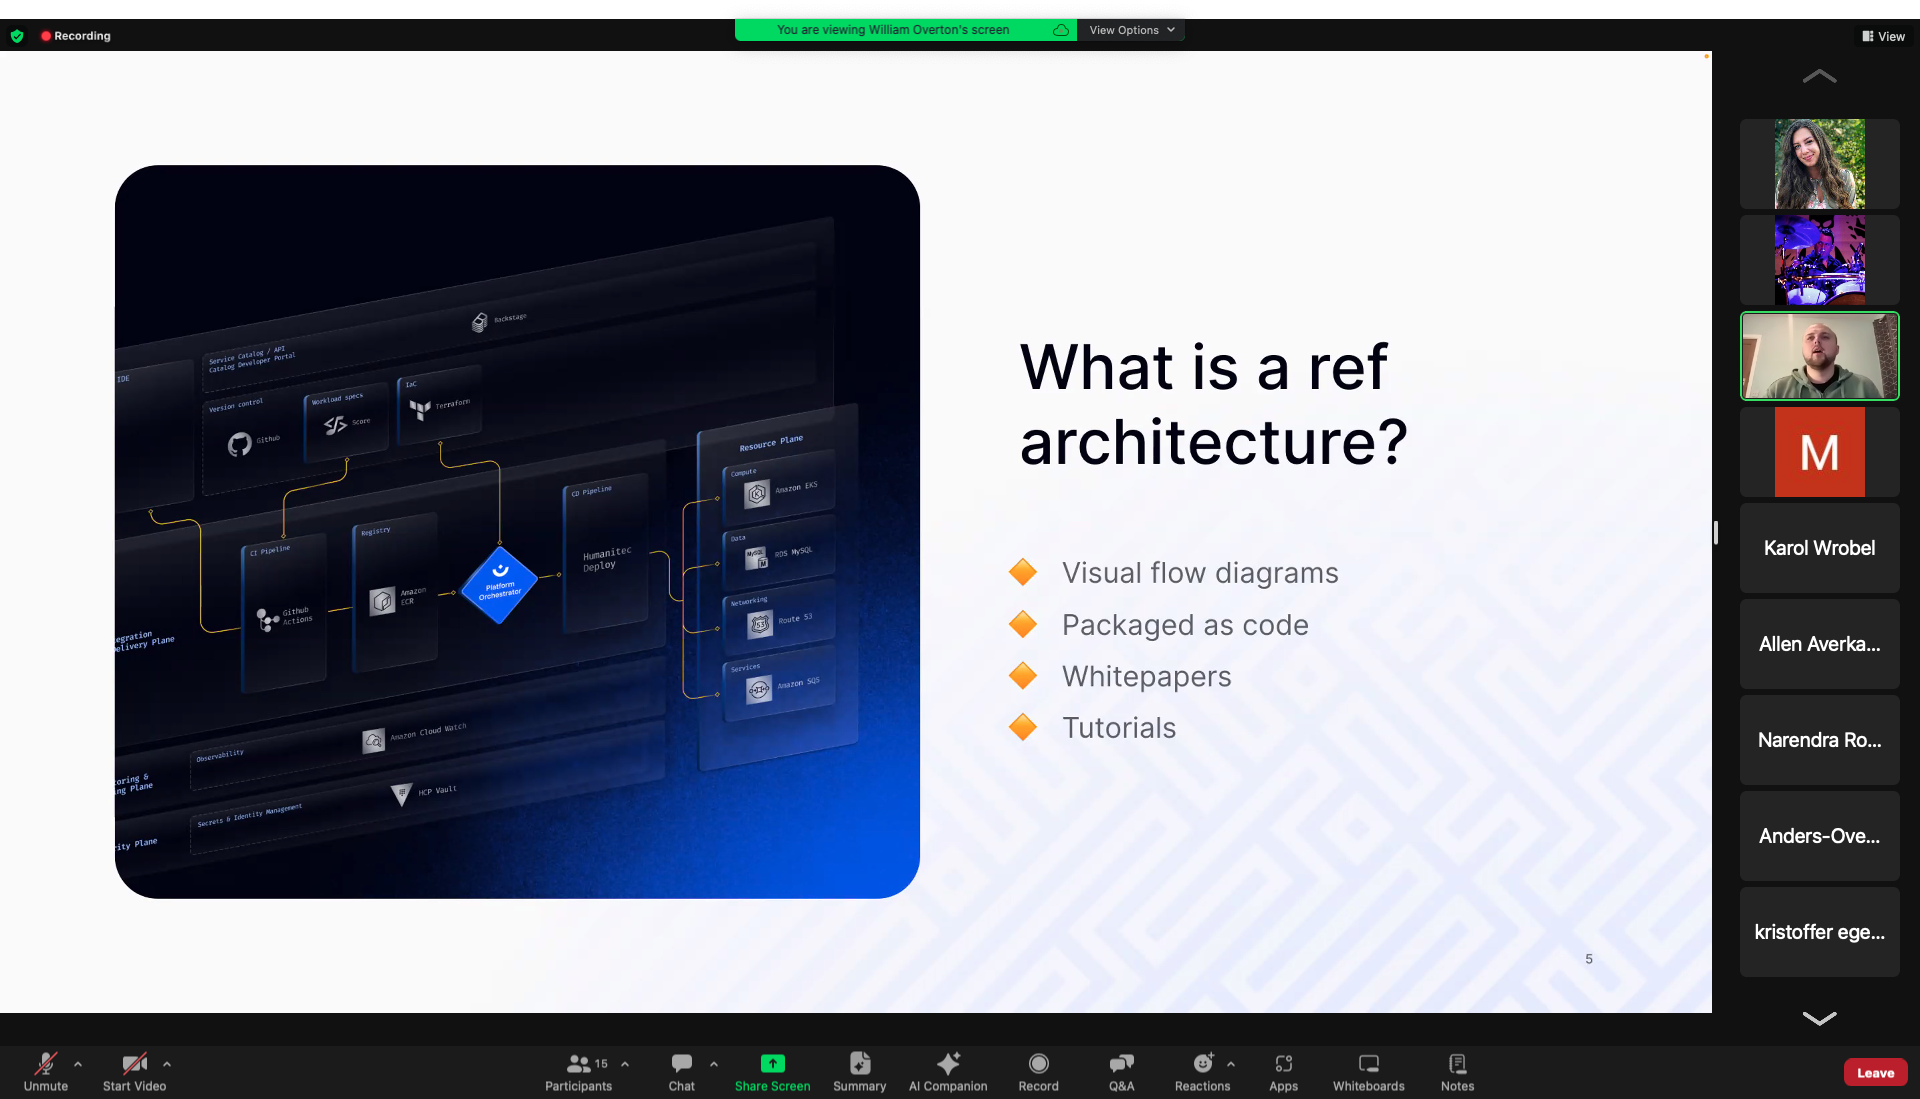 Recording
You are viewing William Overton's screen
View Options
View
Backstage
Service Catalog / API
Catalog Developer Portal
IDE
Version control
Github
Workload specs
Score
IaC
Terraform
Resource Plane
Compute
Amazon EKS
Data
MySQL
RDS MySQL
Networking
53
Route 53
Services
Amazon SQS
CI Pipeline
Github
Actions
Registry
Amazon
ECR
Platform
Orchestrator
CD Pipeline
Humanitec
Deploy
egration
elivery Plane
Observability
Amazon Cloud Watch
toring &
ing Plane
Secrets & Identity Management
HCP Vault
rity Plane
What is a ref
architecture?
Visual flow diagrams
Packaged as code
Whitepapers
Tutorials
5
M
Karol Wrobel
Allen Averka...
Narendra Ro...
Anders-Ove...
kristoffer ege...
Unmute
Start Video
15
Participants
Chat
Share Screen
Summary
AI Companion
Record
Q&A
Reactions
Apps
Whiteboards
Notes
Leave